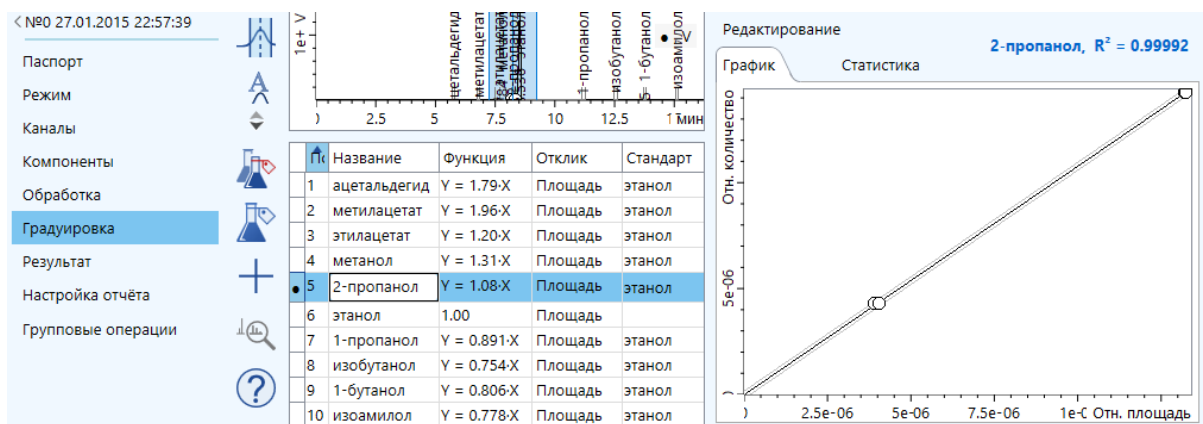 №0 27.01.2015 22:57:39
Паспорт
Режим
Каналы
Компоненты
Обработка
Градуировка
Результат
Настройка отчёта
Групповые операции
1e+ V
метилацетат
1-пропанол
изобутанол
1-бутанол
изоамилол
2.5 5 7.5 10 12.5 мин
Название Функция Отклик Стандарт
1 ацетальдегид Y = 1.79·X Площадь этанол
2 метилацетат Y = 1.96·X Площадь этанол
3 этилацетат Y = 1.20·X Площадь этанол
4 метанол Y = 1.31·X Площадь этанол
5 2-пропанол Y = 1.08·X Площадь этанол
6 этанол 1.00 Площадь
7 1-пропанол Y = 0.891·X Площадь этанол
8 изобутанол Y = 0.754·X Площадь этанол
9 1-бутанол Y = 0.806·X Площадь этанол
10 изоамилол Y = 0.778·X Площадь этанол
Редактирование
2-пропанол, R² = 0.99992
График Статистика
Отн. количество
5e-06
2.5e-06 5e-06 7.5e-06 Отн. площадь